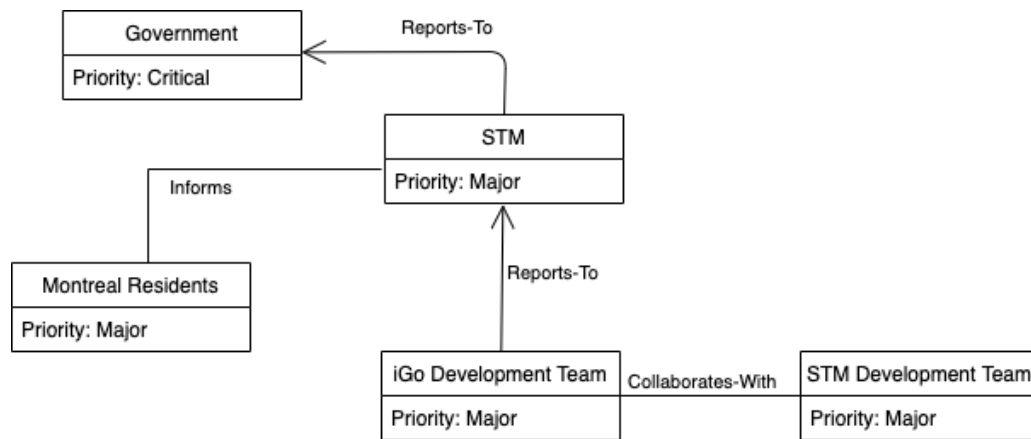 Government
Priority: Critical
Reports-To
STM
Priority: Major
Informs
Montreal Residents
Priority: Major
Reports-To
iGo Development Team
Priority: Major
Collaborates-With
STM Development Team
Priority: Major